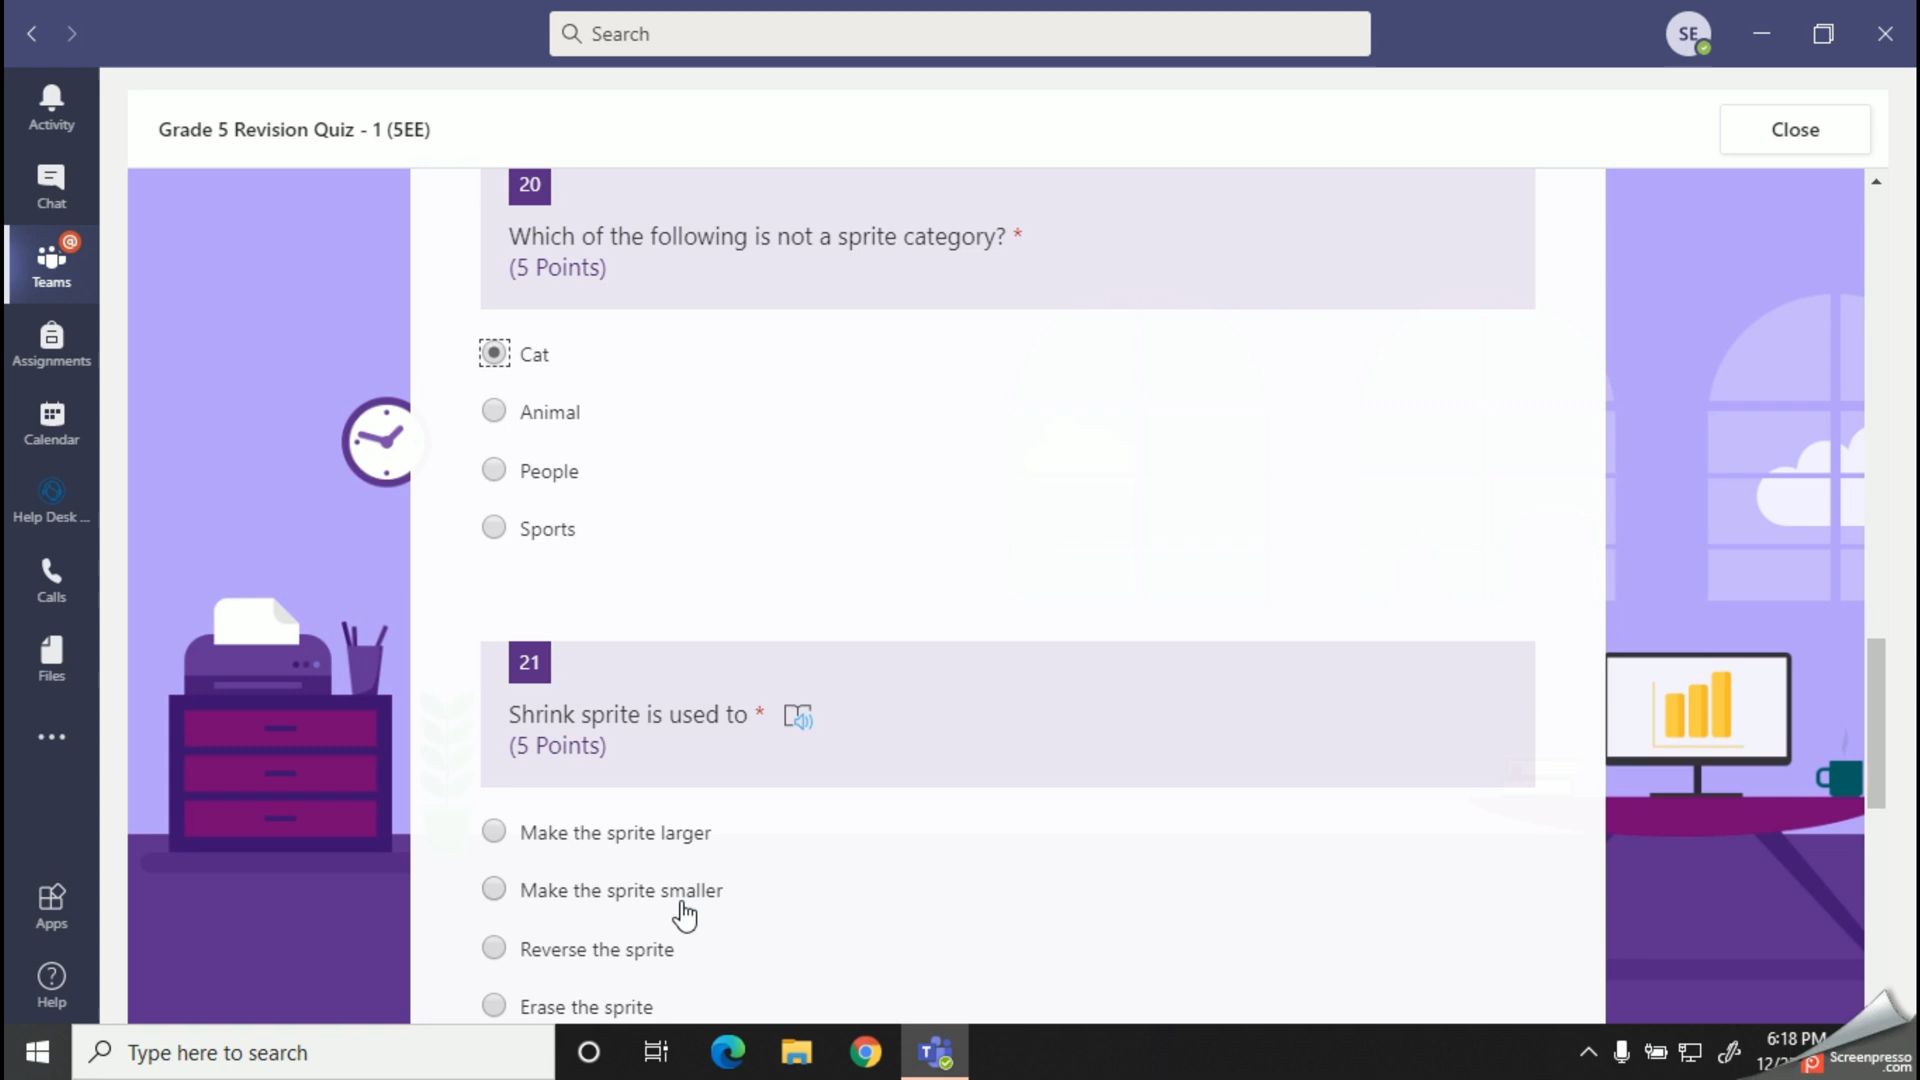 Search
SE
Activity
Chat
@
Teams
Assignments
Calendar
Help Desk ...
Calls
Files
Apps
Help
Grade 5 Revision Quiz - 1 (5EE)
Close
20
Which of the following is not a sprite category? *
(5 Points)
Cat
Animal
People
Sports
21
Shrink sprite is used to *
(5 Points)
Make the sprite larger
Make the sprite smaller
Reverse the sprite
Erase the sprite
Type here to search
6:18 PM
Screenpresso
.com